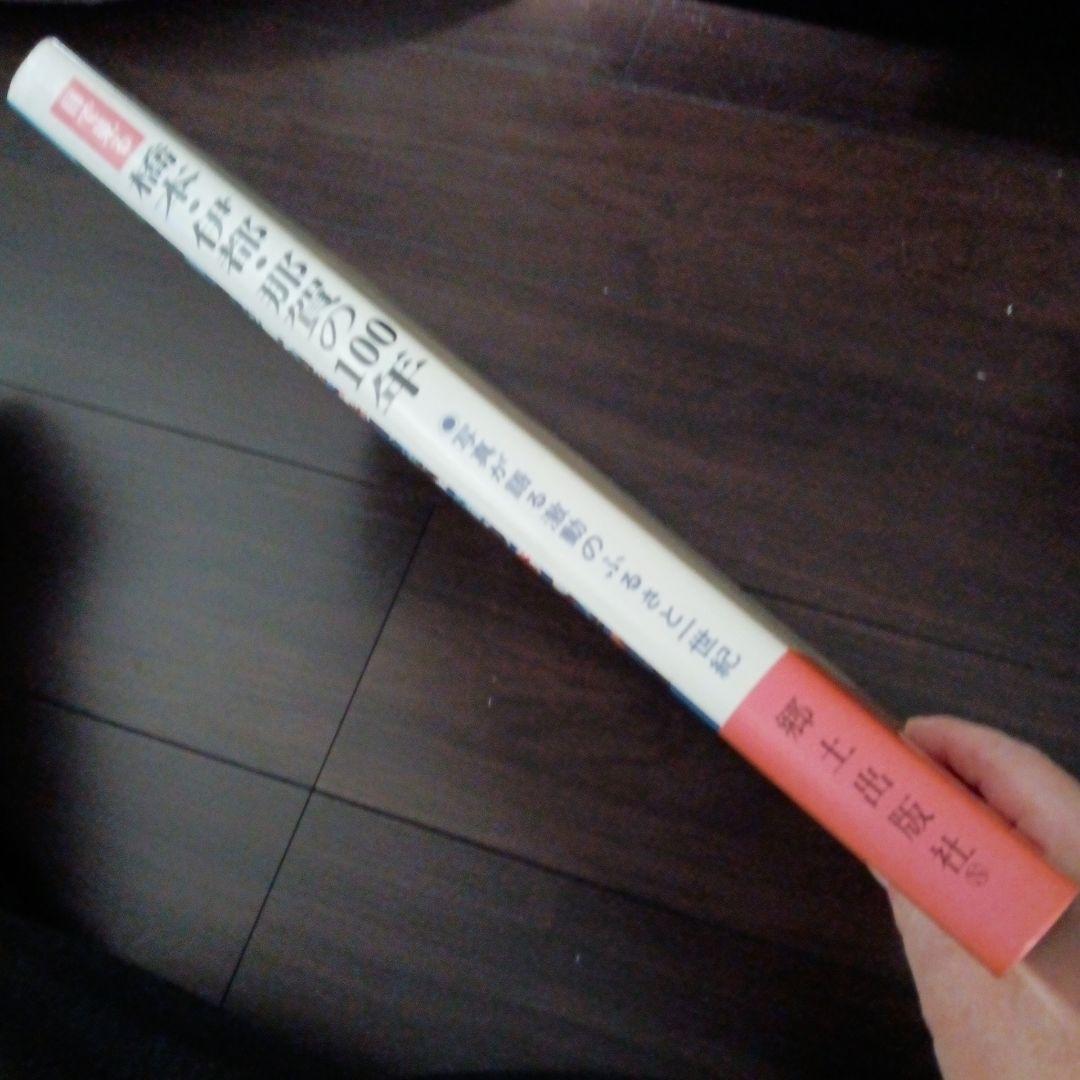 目で見る
橋本・伊都・那賀の100年
●写真が語る激動のふるさと一世紀
郷土出版社